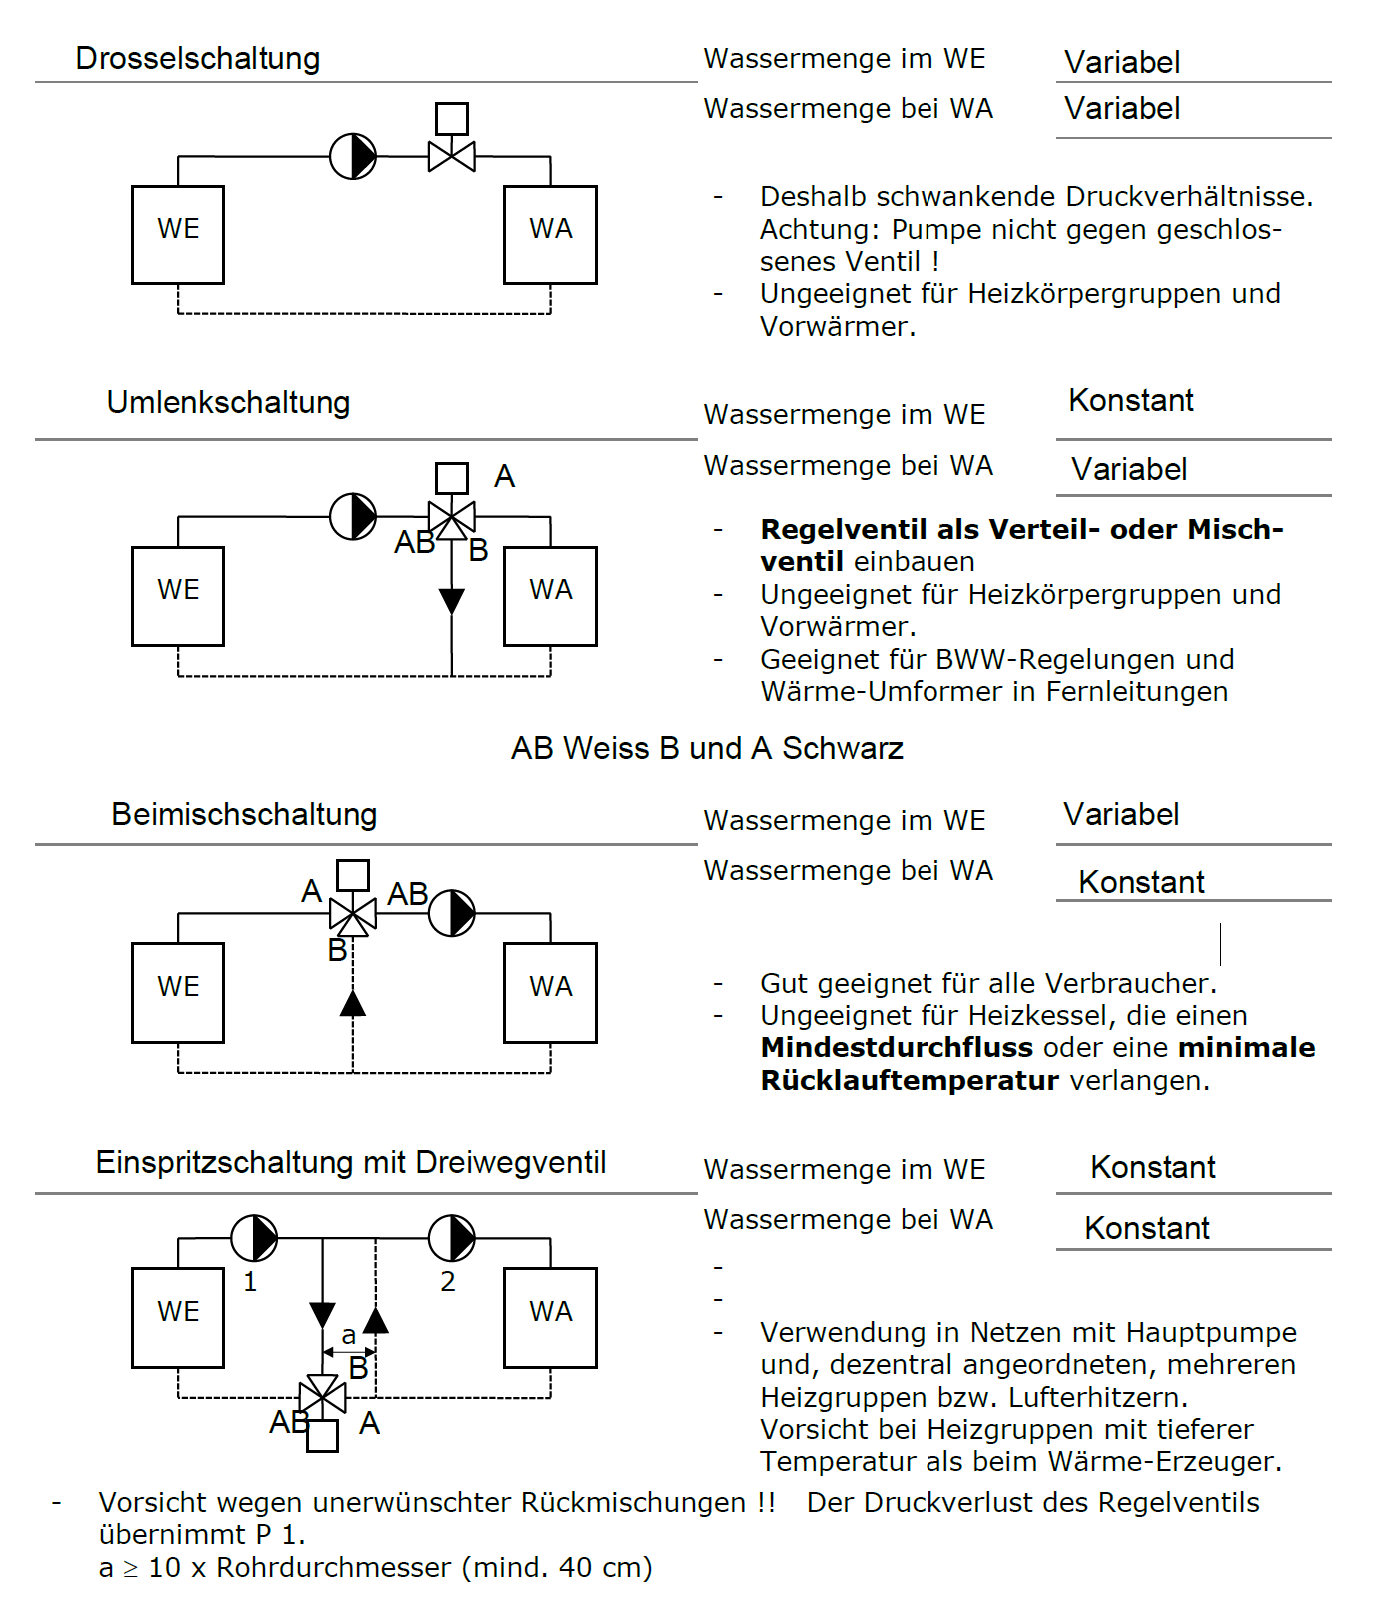 Drosselschaltung
Wassermenge im WE Variabel
Wassermenge bei WA Variabel
WE
WA
- Deshalb schwankende Druckverhältnisse.
Achtung: Pumpe nicht gegen geschlos-
senes Ventil !
- Ungeeignet für Heizkörpergruppen und
Vorwärmer.
Umlenkschaltung
Wassermenge im WE Konstant
Wassermenge bei WA Variabel
A
AB
B
WE
WA
- Regelventil als Verteil- oder Misch-
ventil einbauen
- Ungeeignet für Heizkörpergruppen und
Vorwärmer.
- Geeignet für BWW-Regelungen und
Wärme-Umformer in Fernleitungen
AB Weiss B und A Schwarz
Beimischschaltung
Wassermenge im WE Variabel
Wassermenge bei WA Konstant
A
AB
B
WE
WA
- Gut geeignet für alle Verbraucher.
- Ungeeignet für Heizkessel, die einen
Mindestdurchfluss oder eine minimale
Rücklauftemperatur verlangen.
Einspritzschaltung mit Dreiwegventil
Wassermenge im WE Konstant
Wassermenge bei WA Konstant
1
2
WE
WA
a
B
AB
A
-
-
- Verwendung in Netzen mit Hauptpumpe
und, dezentral angeordneten, mehreren
Heizgruppen bzw. Lufterhitzern.
Vorsicht bei Heizgruppen mit tieferer
Temperatur als beim Wärme-Erzeuger.
- Vorsicht wegen unerwünschter Rückmischungen !! Der Druckverlust des Regelventils
übernimmt P 1.
a ≥ 10 x Rohrdurchmesser (mind. 40 cm)